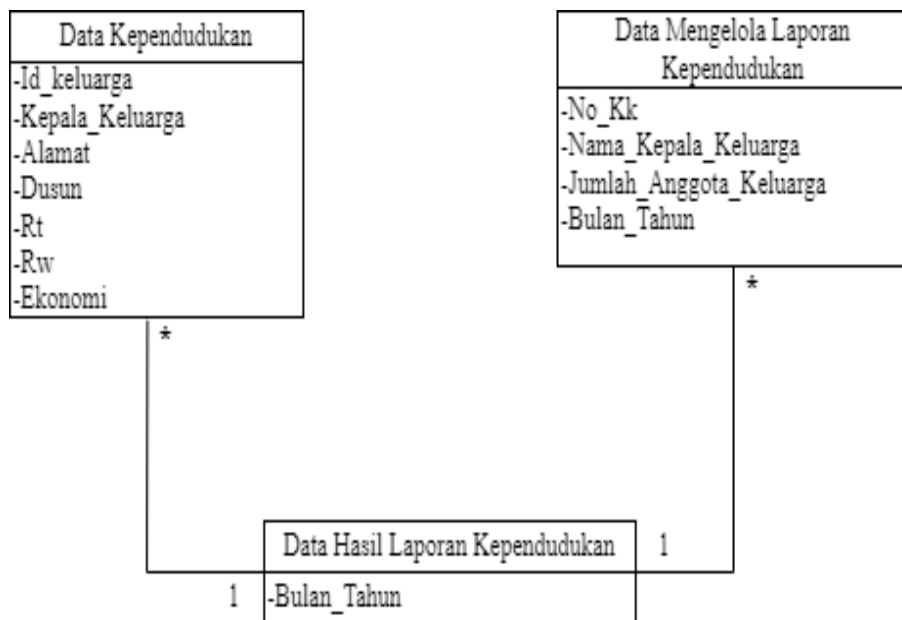 Data Kependudukan
-Id_keluarga
-Kepala_Keluarga
-Alamat
-Dusun
-Rt
-Rw
-Ekonomi
*
Data Mengelola Laporan
Kependudukan
-No_Kk
-Nama_Kepala_Keluarga
-Jumlah_Anggota_Keluarga
-Bulan_Tahun
*
Data Hasil Laporan Kependudukan
1
1
-Bulan_Tahun